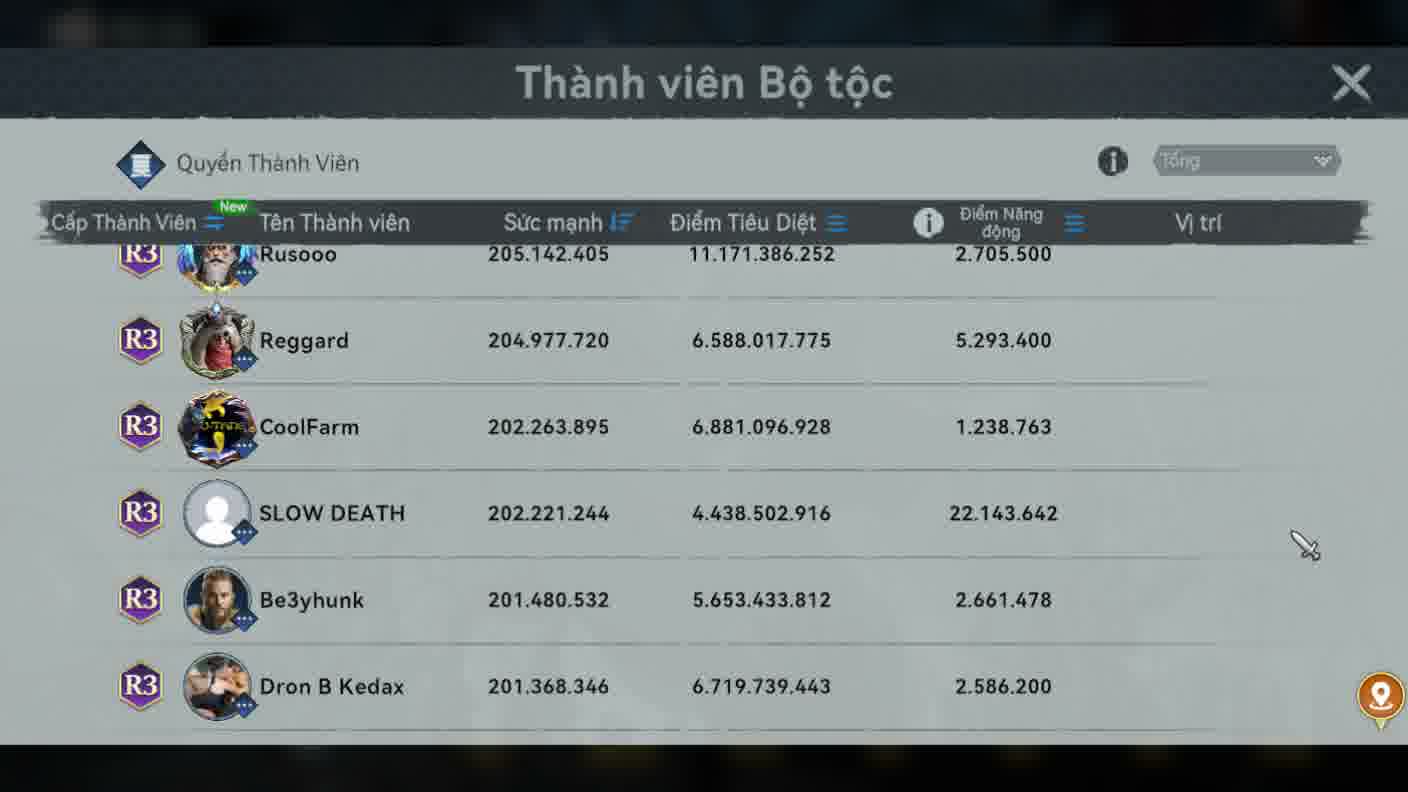 Thành viên Bộ tộc
Quyển Thành Viên
Tổng
Cấp Thành Viên New Tên Thành viên Sức mạnh Điểm Tiêu Diệt Điểm Năng động Vị trí
R3 Rusooo 205.142.405 11.171.386.252 2.705.500
R3 Reggard 204.977.720 6.588.017.775 5.293.400
R3 CoolFarm 202.263.895 6.881.096.928 1.238.763
R3 SLOW DEATH 202.221.244 4.438.502.916 22.143.642
R3 Be3yhunk 201.480.532 5.653.433.812 2.661.478
R3 Dron B Kedax 201.368.346 6.719.739.443 2.586.200